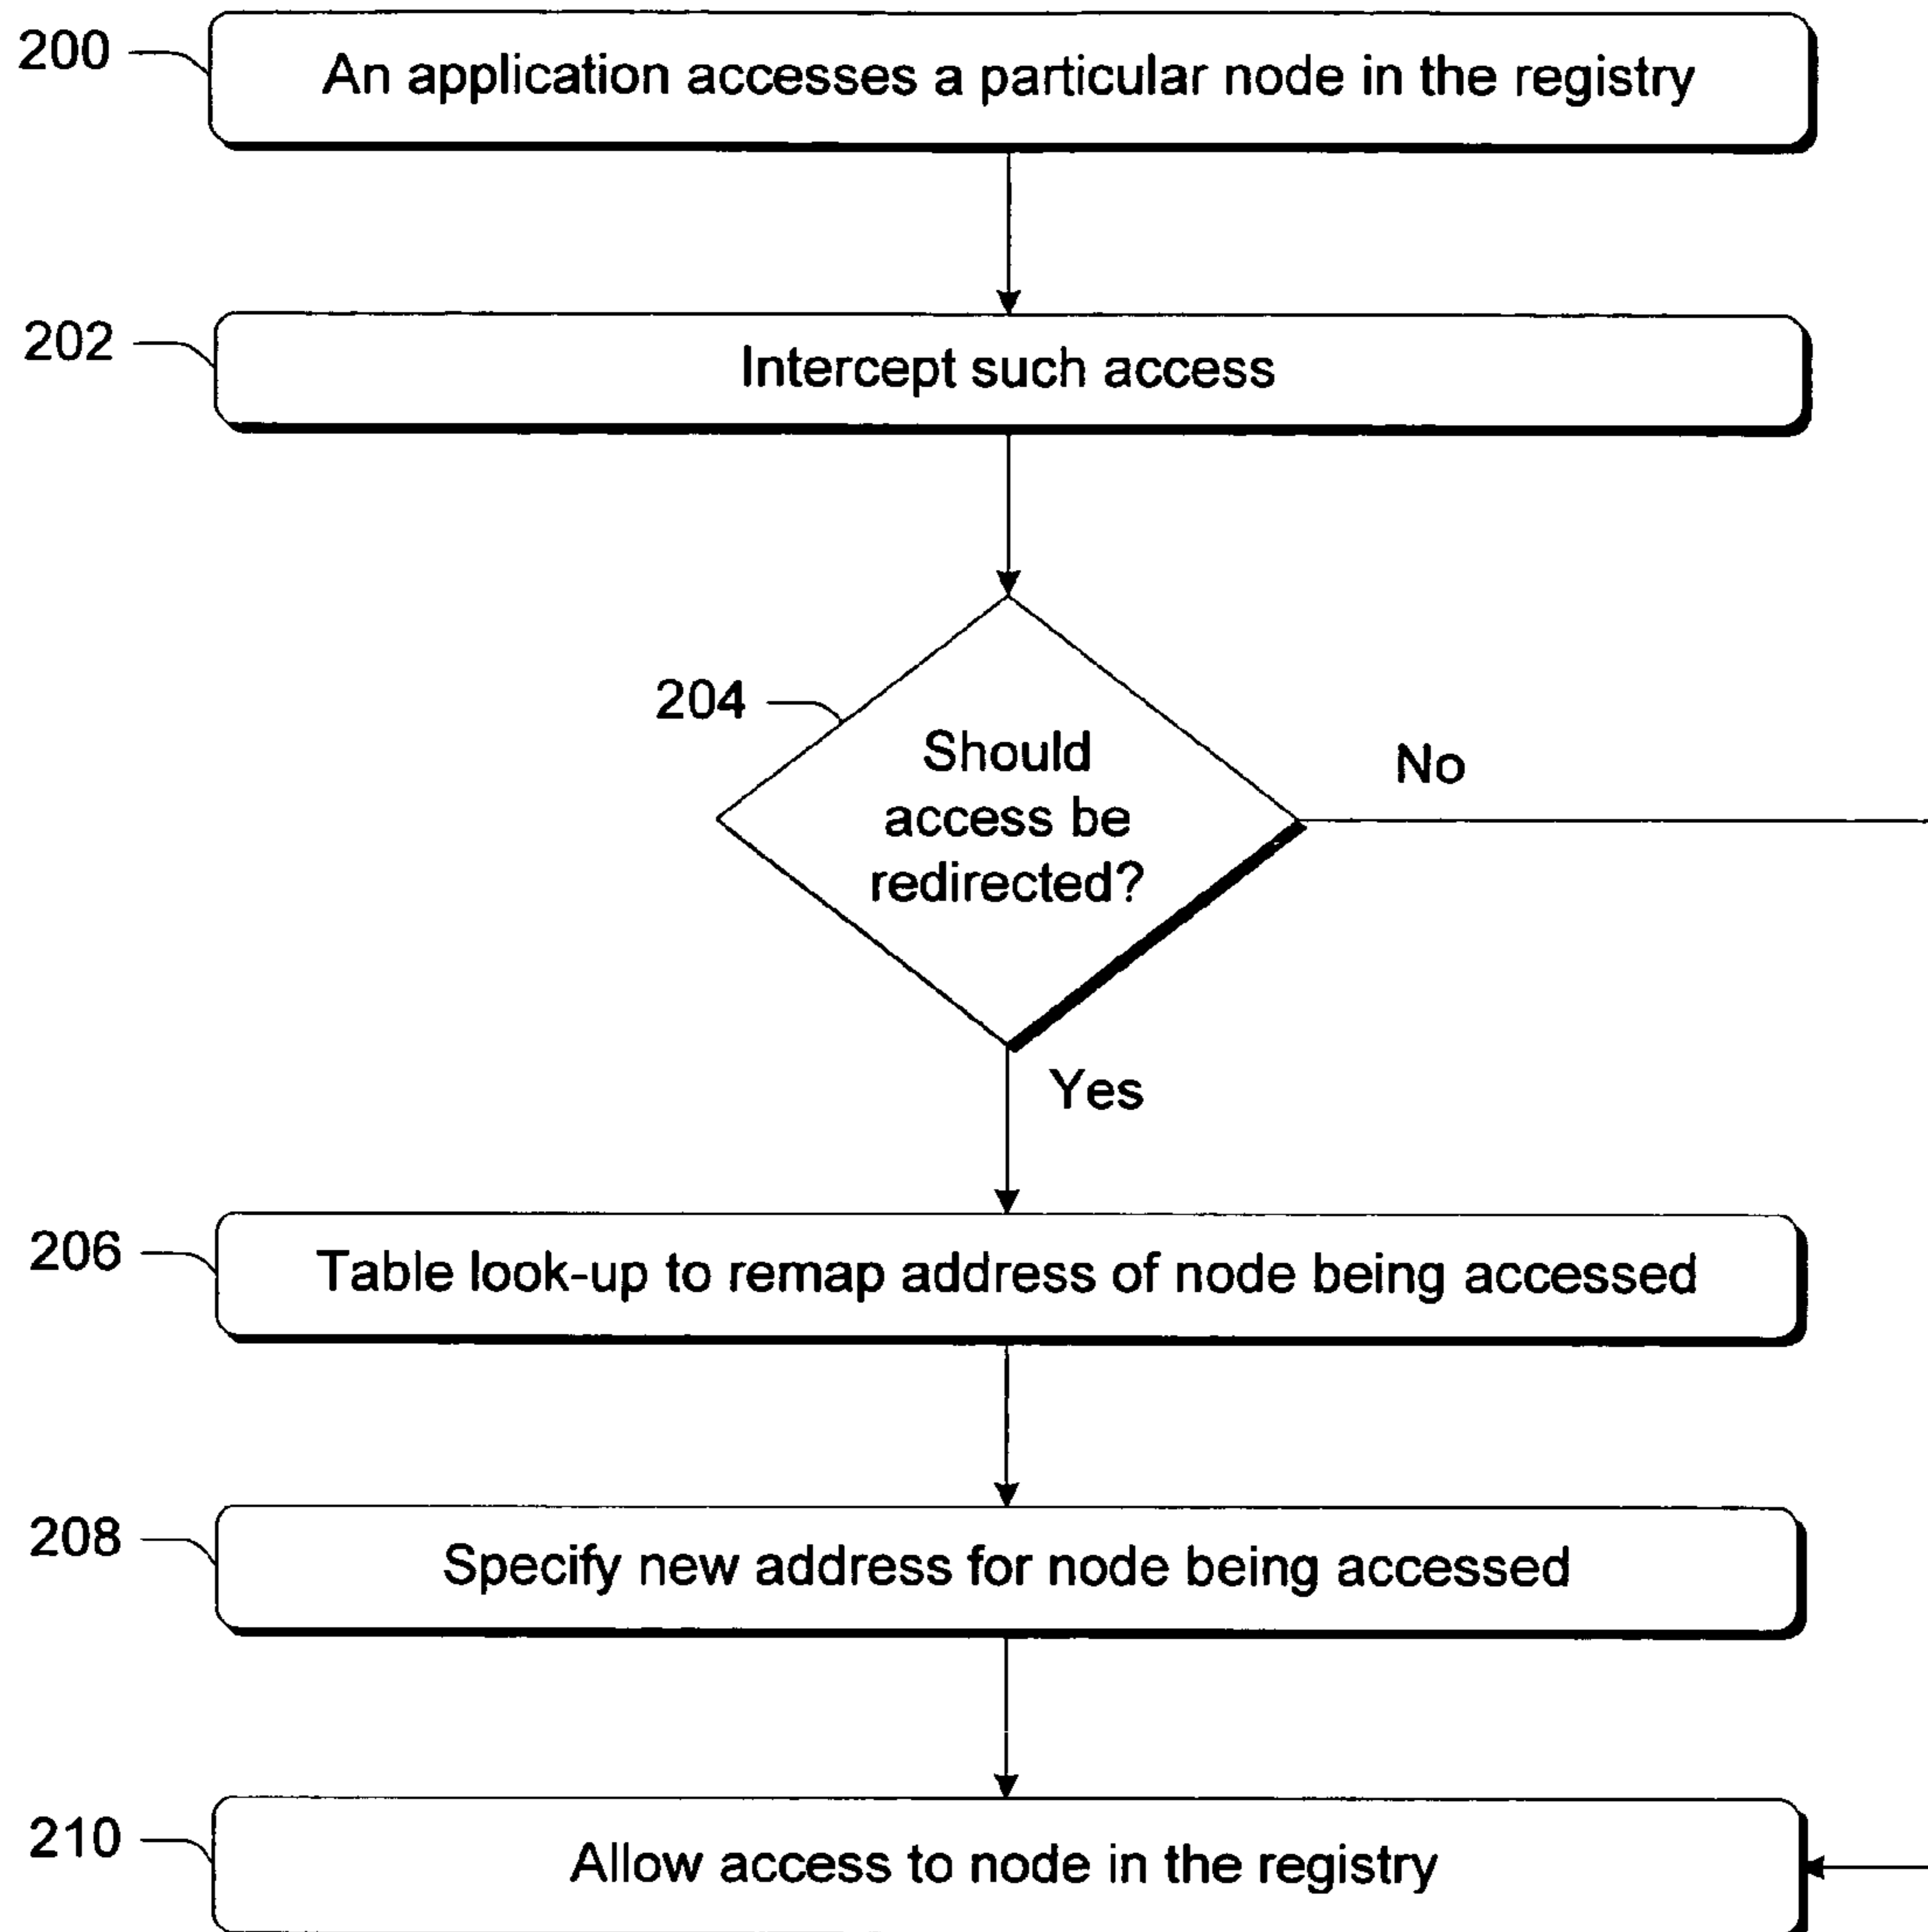 200
An application accesses a particular node in the registry
202
Intercept such access
204
Should
access be
redirected?
No
Yes
206
Table look-up to remap address of node being accessed
208
Specify new address for node being accessed
210
Allow access to node in the registry